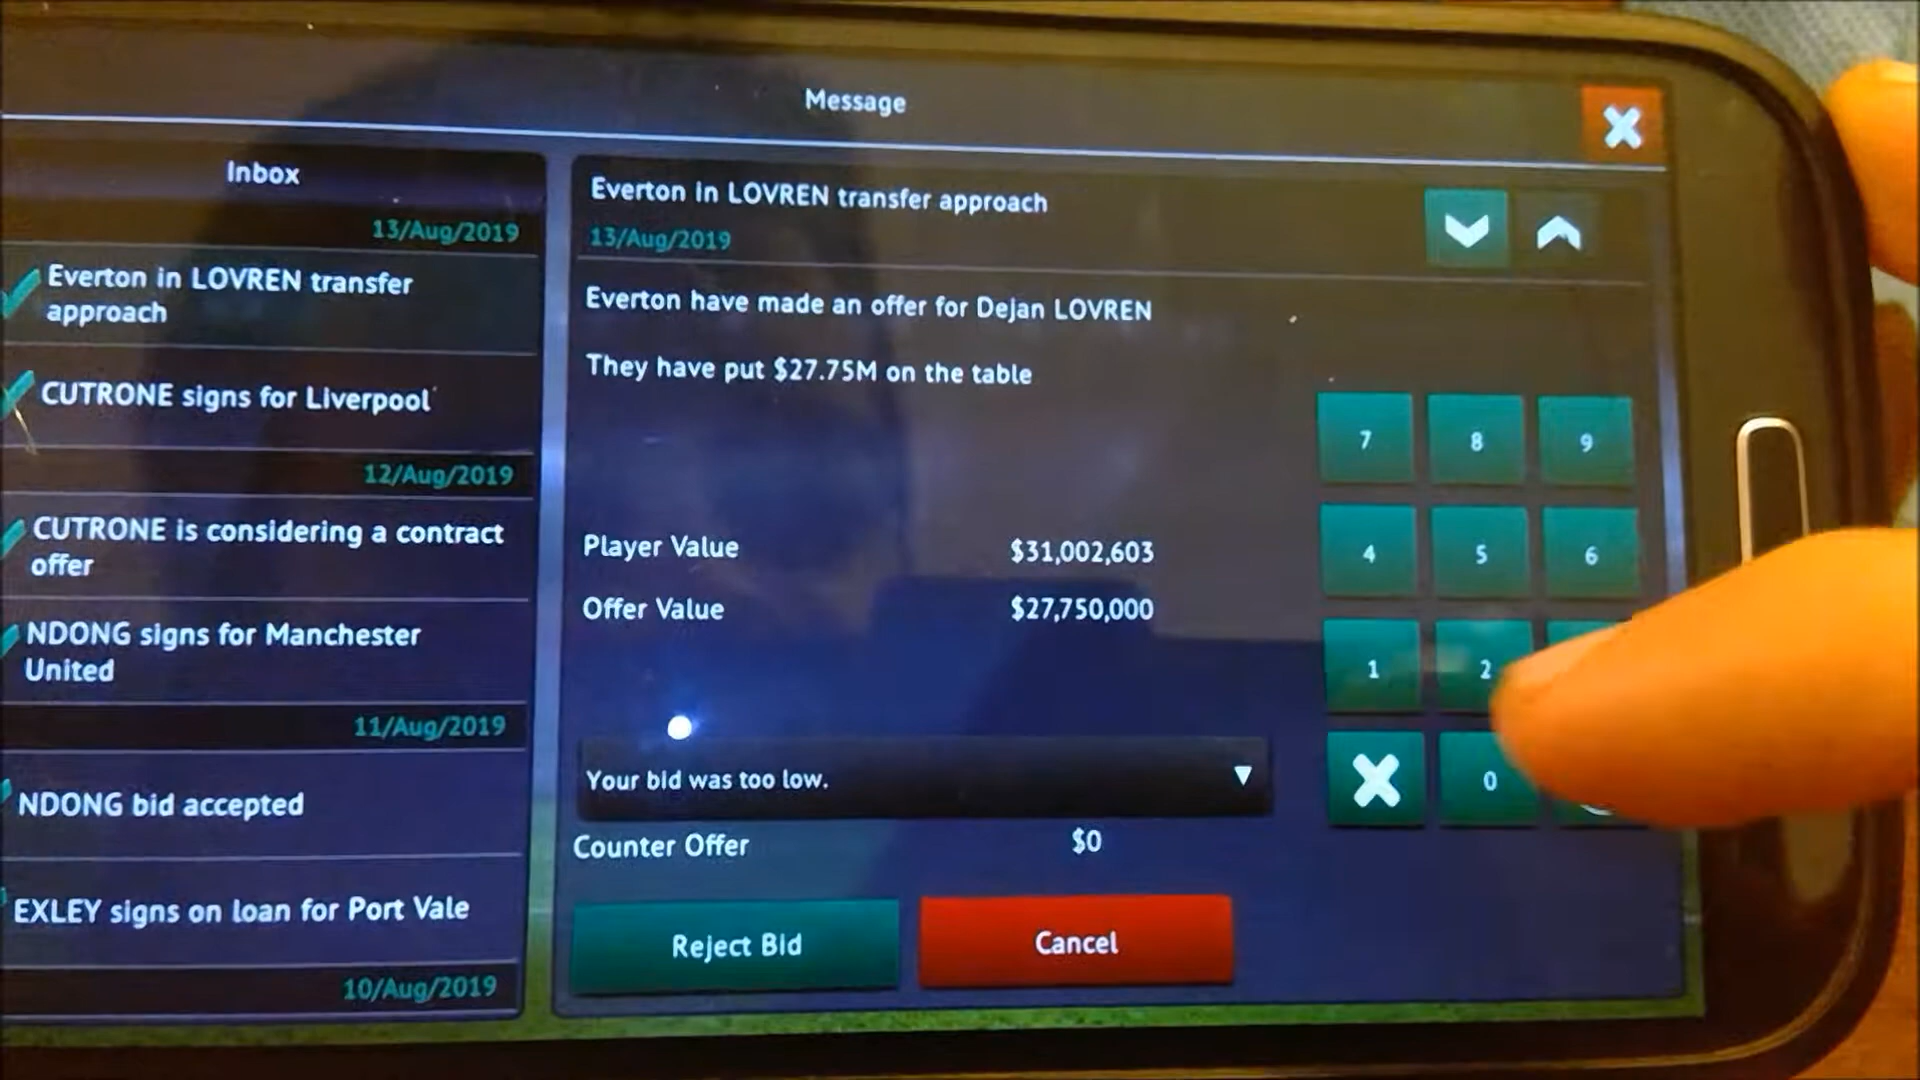 Message
Inbox
13/Aug/2019
Everton in LOVREN transfer
approach
CUTRONE signs for Liverpool
12/Aug/2019
CUTRONE is considering a contract
offer
NDONG signs for Manchester
United
11/Aug/2019
NDONG bid accepted
EXLEY signs on loan for Port Vale
10/Aug/2019
Everton in LOVREN transfer approach
13/Aug/2019
Everton have made an offer for Dejan LOVREN
They have put $27.75M on the table
Player Value $31,002,603
Offer Value $27,750,000
Your bid was too low.
Counter Offer $0
Reject Bid Cancel
7 8 9
4 5 6
1 2
0